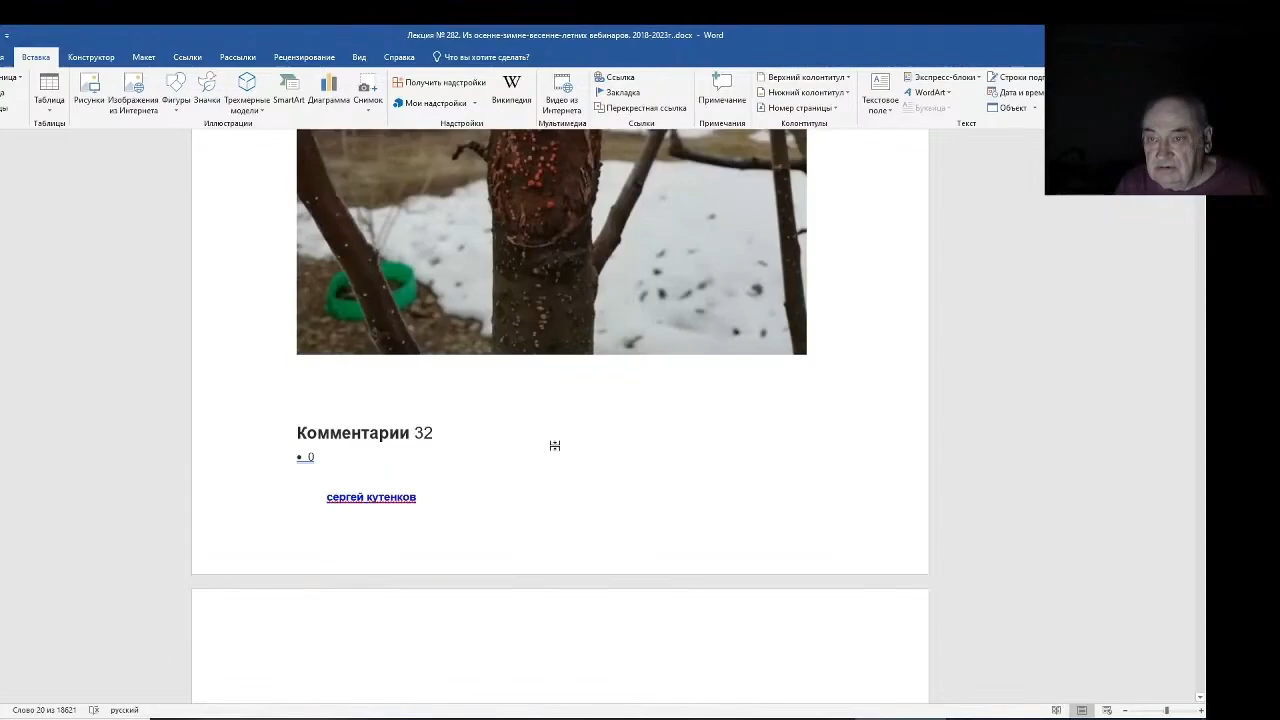 Лекция № 282. Из осенне-зимне-весенне-летних вебинаров. 2018-2023г..docx - Word
Вставка Конструктор Макет Ссылки Рассылки Рецензирование Вид Справка Что вы хотите сделать?
Таблица
Таблицы
Рисунки Изображения из Интернета Фигуры Значки Трехмерные модели SmartArt Диаграмма Снимок
Иллюстрации
Получить надстройки
Мои надстройки
Википедия
Надстройки
Видео из Интернета
Мультимедиа
Ссылка
Закладка
Перекрестная ссылка
Ссылки
Примечание
Примечания
Верхний колонтитул
Нижний колонтитул
Номер страницы
Колонтитулы
Текстовое поле
Экспресс-блоки
WordArt
Буквица
Объект
Текст
Комментарии 32
• 0
сергей кутенков
Слово 20 из 18621 русский